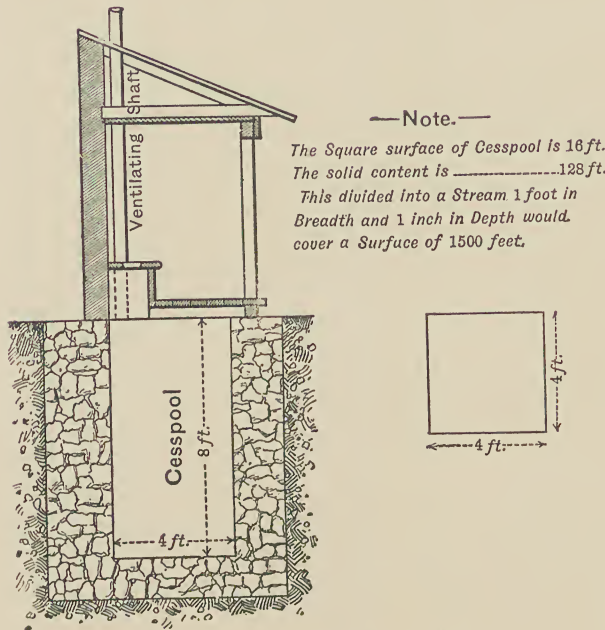 Ventilating Shaft
—Note.—
The Square surface of Cesspool is 16 ft.
The solid content is ----------128 ft.
This divided into a Stream 1 foot in
Breadth and 1 inch in Depth would
cover a Surface of 1500 feet.
Cesspool
8 ft.
4 ft.
4 ft.
4 ft.